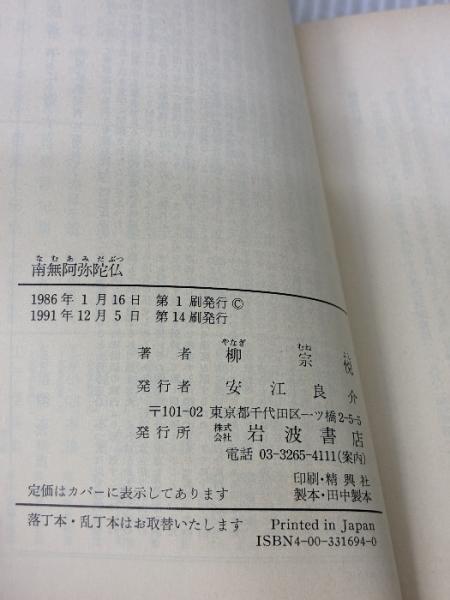 なむあみだぶつ
南無阿弥陀仏
1986年1月16日 第1刷発行©
1991年12月5日 第14刷発行
やなぎ むね よし
著者 柳 宗 悦
発行者 安江良介
〒101-02 東京都千代田区一ツ橋2-5-5
発行所 株式会社 岩波書店
電話 03-3265-4111(案内)
印刷・精興社
定価はカバーに表示してあります 製本・田中製本
落丁本・乱丁本はお取替いたします Printed in Japan
ISBN4-00-331694-0